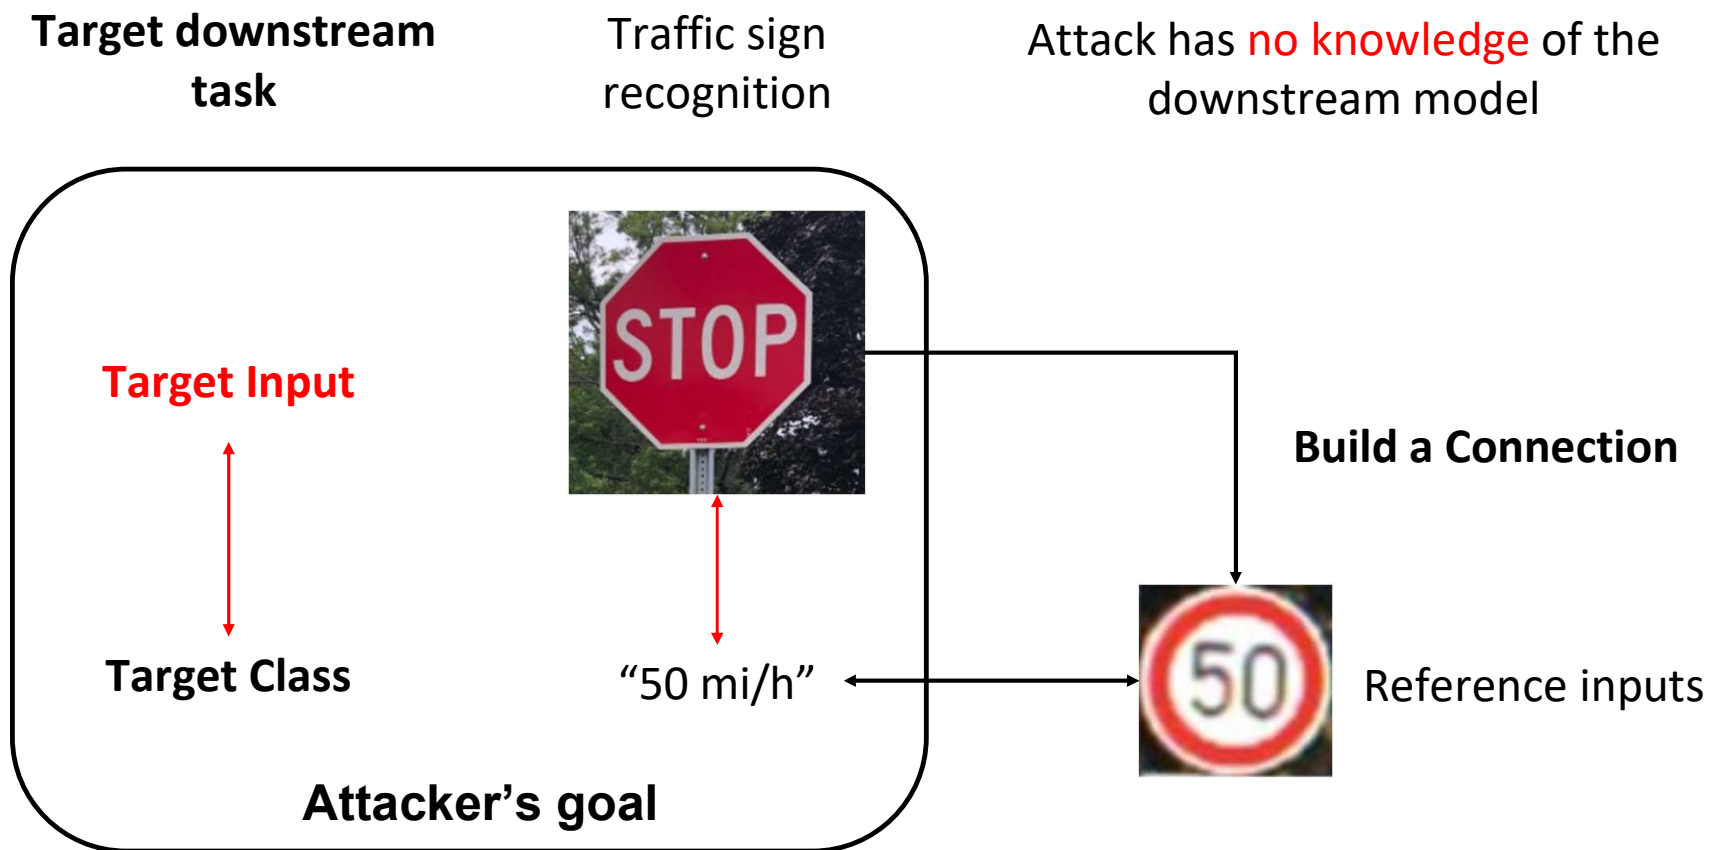 Target downstream
task
Traffic sign
recognition
Attack has no knowledge of the
downstream model
STOP
Target Input
Build a Connection
Target Class
“50 mi/h”
50
Reference inputs
Attacker’s goal